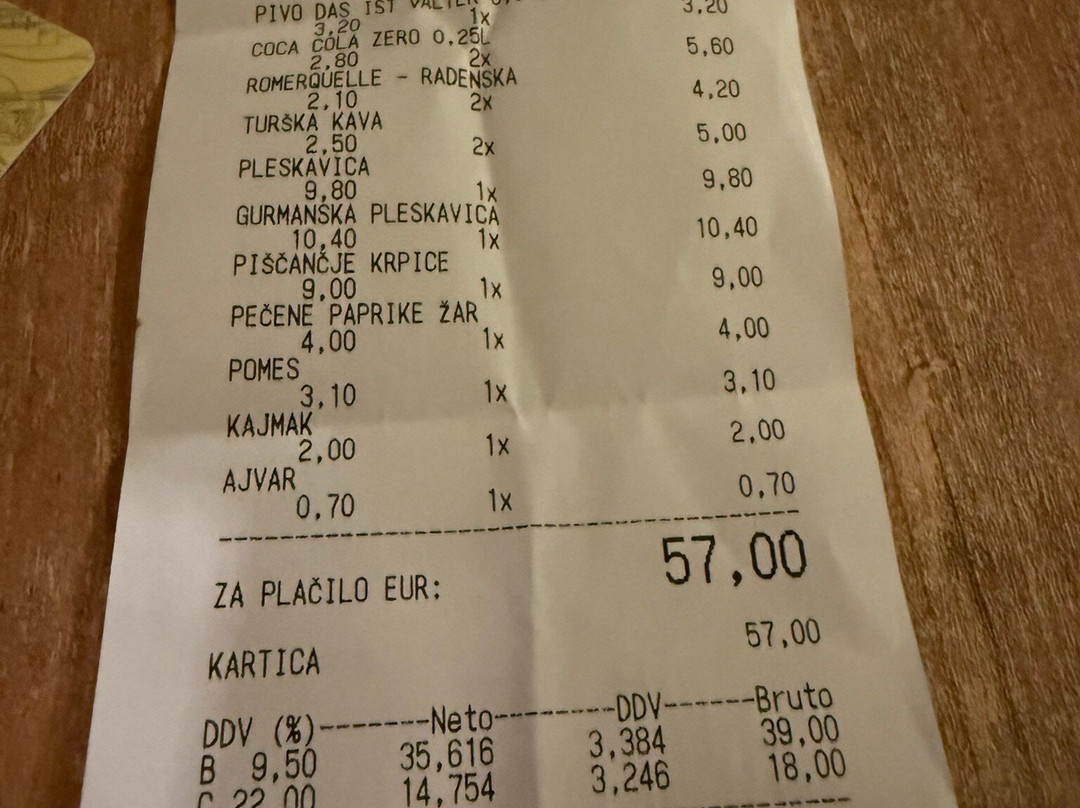 PIVO DAS IST VALTER 0,
3,20 1x 3,20
COCA COLA ZERO 0.25L
2,80 2x 5,60
ROMERQUELLE - RADENSKA
2,10 2x 4,20
TURŠKA KAVA
2,50 2x 5,00
PLESKAVICA
9,80 1x 9,80
GURMANSKA PLESKAVICA
10,40 1x 10,40
PIŠČANČJE KRPICE
9,00 1x 9,00
PEČENE PAPRIKE ŽAR
4,00 1x 4,00
POMES
3,10 1x 3,10
KAJMAK
2,00 1x 2,00
AJVAR
0,70 1x 0,70
ZA PLAČILO EUR: 57,00
KARTICA 57,00
DDV (%)-------Neto---------DDV------Bruto
B 9,50 35,616 3,384 39,00
C 22,00 14,754 3,246 18,00